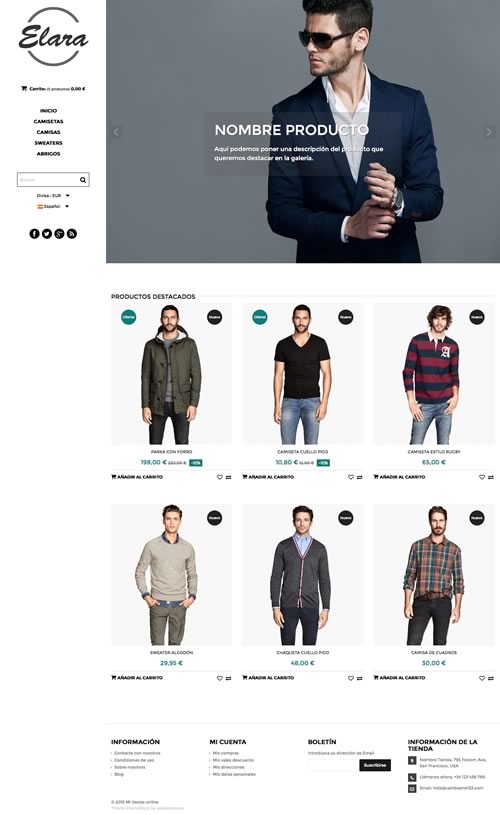 Elara
Carrito: (0 productos) 0,00 €
INICIO
CAMISETAS
CAMISAS
SWEATERS
ABRIGOS
Buscar
Divisa : EUR
Español
NOMBRE PRODUCTO
Aquí podemos poner una descripción del producto que
queremos destacar en la galería.
PRODUCTOS DESTACADOS
¡Oferta!
Nuevo
¡Oferta!
Nuevo
Nuevo
PARKA CON FORRO
198,00 € 220,00 € -10%
AÑADIR AL CARRITO
CAMISETA CUELLO PICO
10,80 € 12,00 € -10%
AÑADIR AL CARRITO
CAMISETA ESTILO RUGBY
65,00 €
AÑADIR AL CARRITO
Nuevo
Nuevo
Nuevo
SWEATER ALGODÓN
29,95 €
AÑADIR AL CARRITO
CHAQUETA CUELLO PICO
48,00 €
AÑADIR AL CARRITO
CAMISA DE CUADROS
30,00 €
AÑADIR AL CARRITO
INFORMACIÓN
Contacte con nosotros
Condiciones de uso
Sobre nosotros
Blog
MI CUENTA
Mis compras
Mis vales descuento
Mis direcciones
Mis datos personales
BOLETÍN
Introduzca su dirección de Email
Suscribirse
INFORMACIÓN DE LA
TIENDA
Nombre Tienda, 795 Folsom Ave,
San Francisco, USA
Llámenos ahora: +34 123 456 789
Email: hola@cambiame123.com
© 2015 Mi tienda online